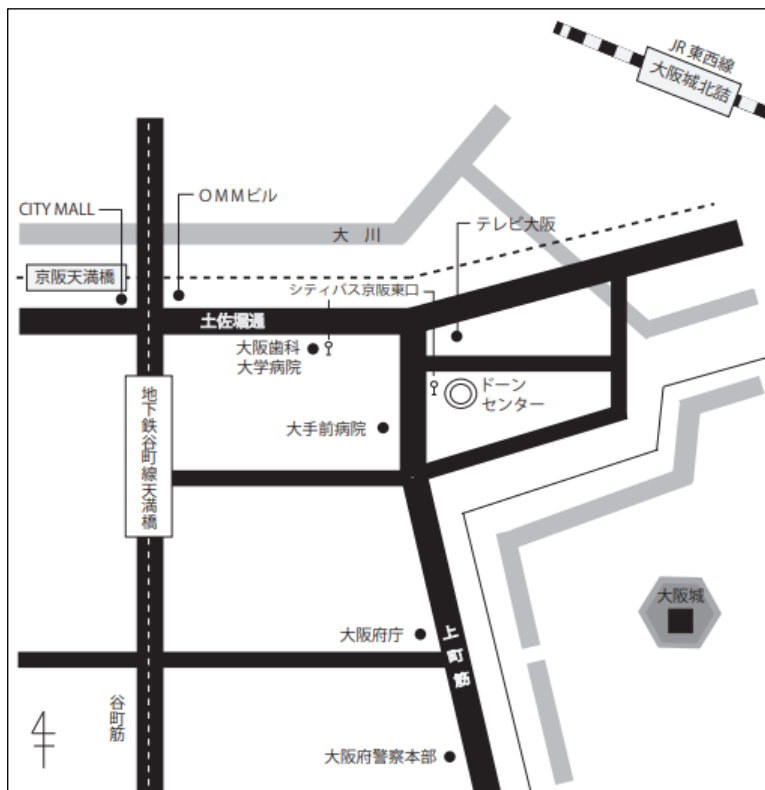 JR 東西線
大阪城北詰
OMMビル
CITY MALL
テレビ大阪
大 川
京阪天満橋
シティバス京阪東口
土佐堀通
大阪歯科
大学病院
ドーン
センター
大手前病院
地下鉄谷町線天満橋
大阪城
大阪府庁
上町筋
谷町筋
大阪府警察本部